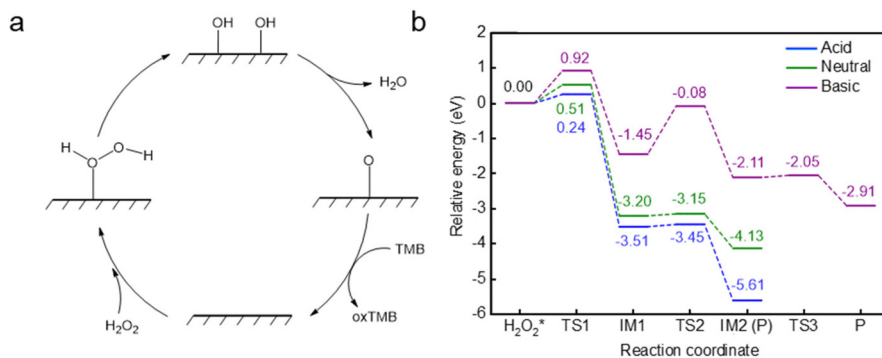 a
OH OH
H₂O
O
TMB
oxTMB
H₂O₂
H O O H
b
Relative energy (eV)
2
1
0
-1
-2
-3
-4
-5
-6
Acid
Neutral
Basic
0.00
0.92
0.51
0.24
-1.45
-3.20
-3.51
-0.08
-3.15
-3.45
-2.11
-4.13
-5.61
-2.05
-2.91
H₂O₂* TS1 IM1 TS2 IM2 (P) TS3 P
Reaction coordinate